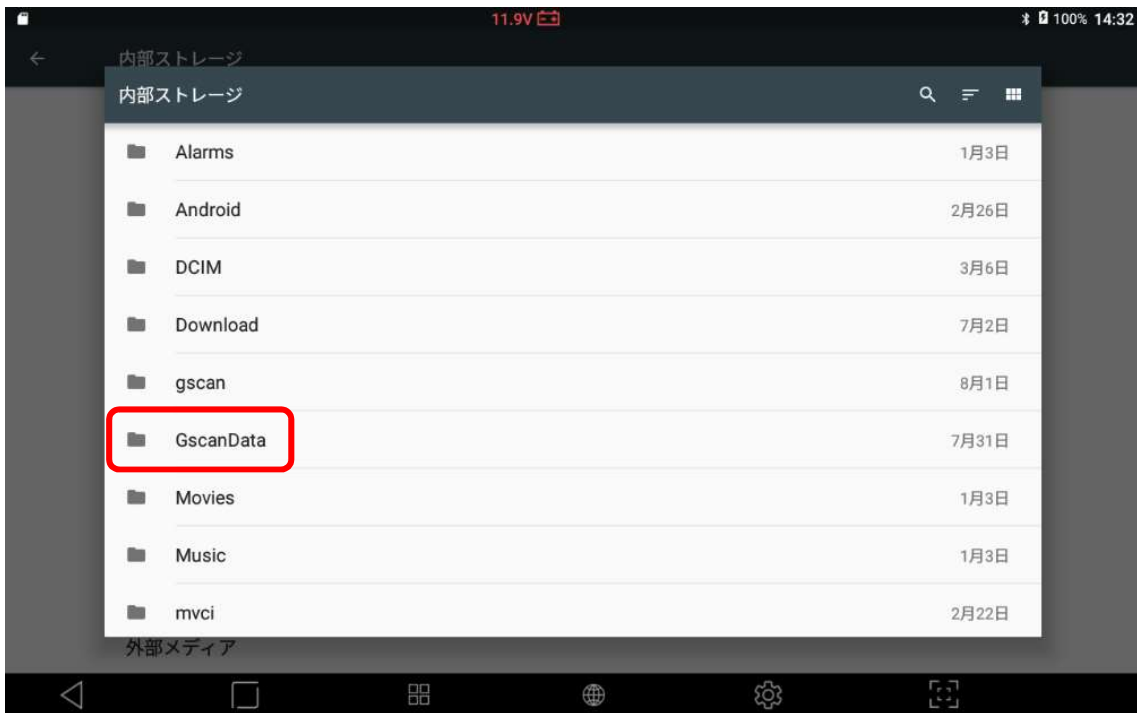 11.9V 100% 14:32
内部ストレージ
内部ストレージ
Alarms 1月3日
Android 2月26日
DCIM 3月6日
Download 7月2日
gscan 8月1日
GscanData 7月31日
Movies 1月3日
Music 1月3日
mvci 2月22日
外部メディア